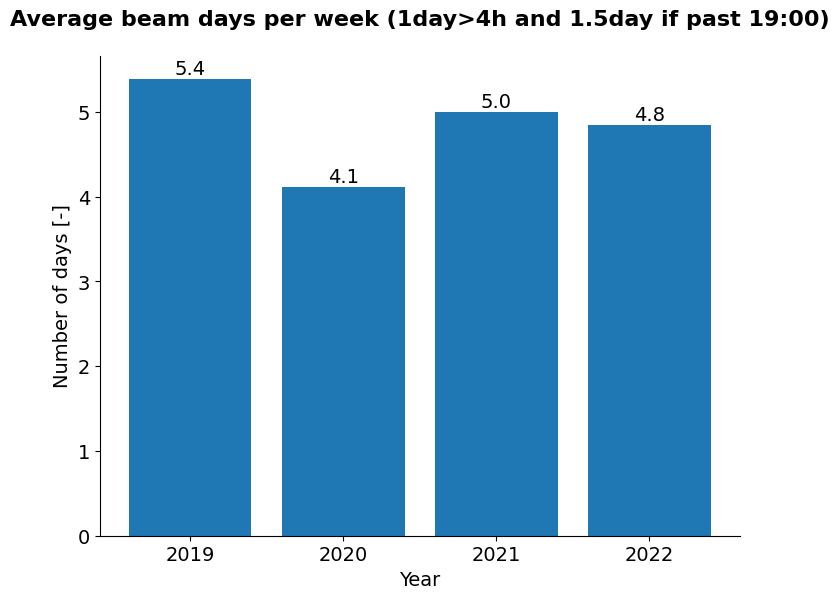 Average beam days per week (1day>4h and 1.5day if past 19:00)
5.4
4.1
5.0
4.8
Number of days [-]
5
4
3
2
1
0
2019 2020 2021 2022
Year